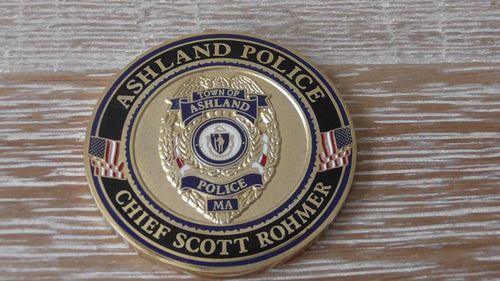 ASHLAND POLICE
TOWN OF
ASHLAND
POLICE
MA
CHIEF SCOTT ROHMER